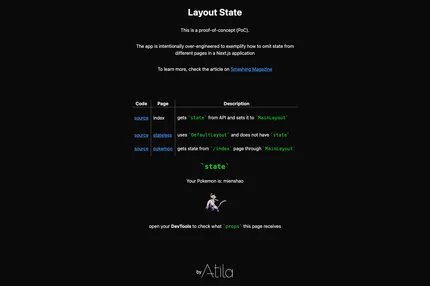 Layout State
This is a proof-of-concept (PoC).
The app is intentionally over-engineered to exemplify how to omit state from
different pages in a Next.js application
To learn more, check the article on Smashing Magazine
Code Page Description
source index gets `state` from API and sets it to `MainLayout`
source stateless uses `DefaultLayout` and does not have `state`
source pokemon gets state from `/index` page through `MainLayout`
`state`
Your Pokemon is: mienshao
open your DevTools to check what `props` this page receives
by Atila